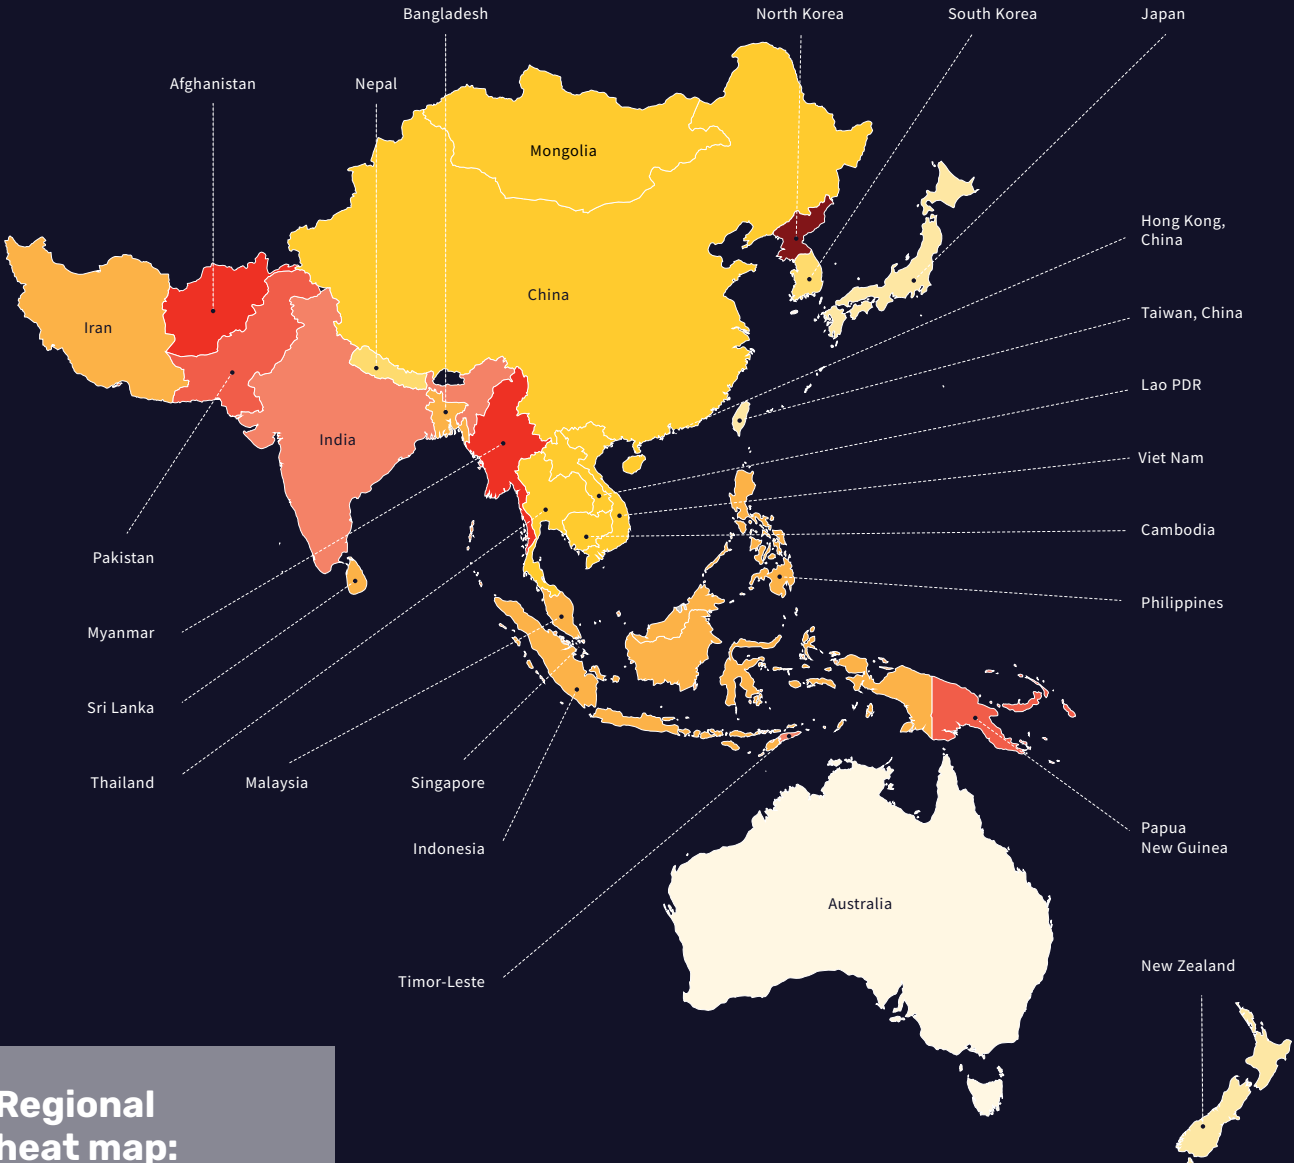 Bangladesh
North Korea
South Korea
Japan
Afghanistan
Nepal
Mongolia
Hong Kong,
China
China
Taiwan, China
Iran
Lao PDR
India
Viet Nam
Cambodia
Pakistan
Philippines
Myanmar
Sri Lanka
Thailand
Malaysia
Singapore
Indonesia
Papua
New Guinea
Australia
New Zealand
Timor-Leste
Regional
heat map: